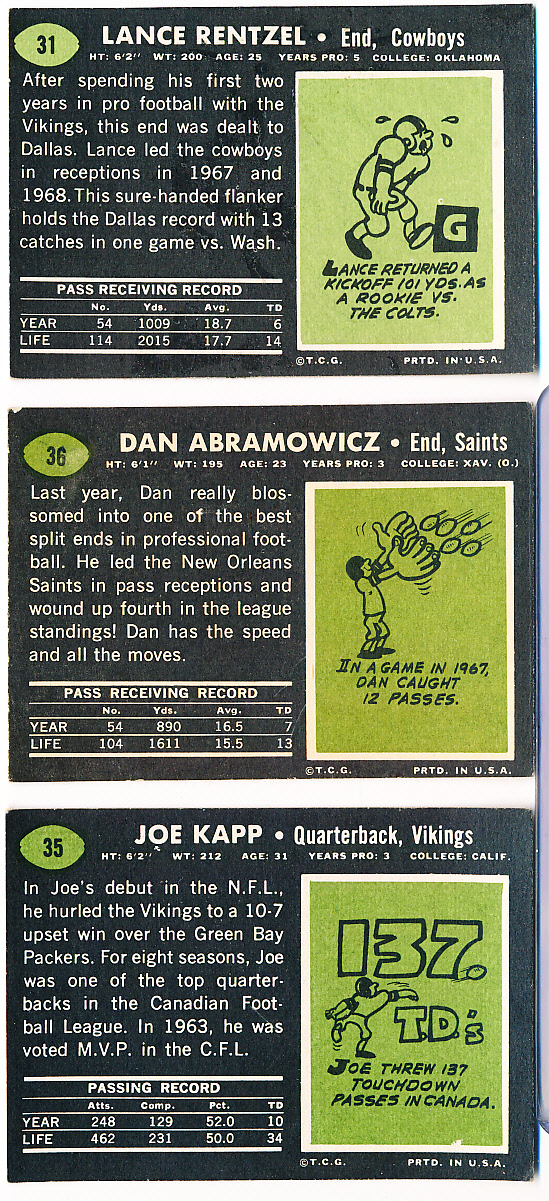 31
LANCE RENTZEL • End, Cowboys
HT: 6'2" WT: 200 AGE: 25 YEARS PRO: 5 COLLEGE: OKLAHOMA
After spending his first two
years in pro football with the
Vikings, this end was dealt to
Dallas. Lance led the cowboys
in receptions in 1967 and
1968. This sure-handed flanker
holds the Dallas record with 13
catches in one game vs. Wash.
PASS RECEIVING RECORD
No. Yds. Avg. TD
YEAR 54 1009 18.7 6
LIFE 114 2015 17.7 14
G
LANCE RETURNED A
KICKOFF 101 YDS. AS
A ROOKIE VS.
THE COLTS.
©T.C.G. PRTD. IN U.S.A.
36
DAN ABRAMOWICZ • End, Saints
HT: 6'1" WT: 195 AGE: 23 YEARS PRO: 3 COLLEGE: XAV. (O.)
Last year, Dan really blos-
somed into one of the best
split ends in professional foot-
ball. He led the New Orleans
Saints in pass receptions and
wound up fourth in the league
standings! Dan has the speed
and all the moves.
PASS RECEIVING RECORD
No. Yds. Avg. TD
YEAR 54 890 16.5 7
LIFE 104 1611 15.5 13
IN A GAME IN 1967,
DAN CAUGHT
12 PASSES.
©T.C.G. PRTD. IN U.S.A.
35
JOE KAPP • Quarterback, Vikings
HT: 6'2" WT: 212 AGE: 31 YEARS PRO: 3 COLLEGE: CALIF.
In Joe's debut in the N.F.L.,
he hurled the Vikings to a 10-7
upset win over the Green Bay
Packers. For eight seasons, Joe
was one of the top quarter-
backs in the Canadian Foot-
ball League. In 1963, he was
voted M.V.P. in the C.F.L.
PASSING RECORD
Atts. Comp. Pct. TD
YEAR 248 129 52.0 10
LIFE 462 231 50.0 34
137
T.D.'s
JOE THREW 137
TOUCHDOWN
PASSES IN CANADA.
©T.C.G. PRTD. IN U.S.A.